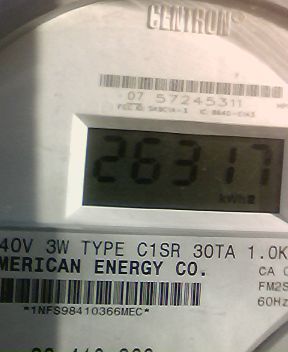 CENTRON®
07 57245311
26317
kWh
40V 3W TYPE C1SR 30TA 1.0K
MERICAN ENERGY CO.
CA
FM2S
60Hz
*1NFS98410366MEC*